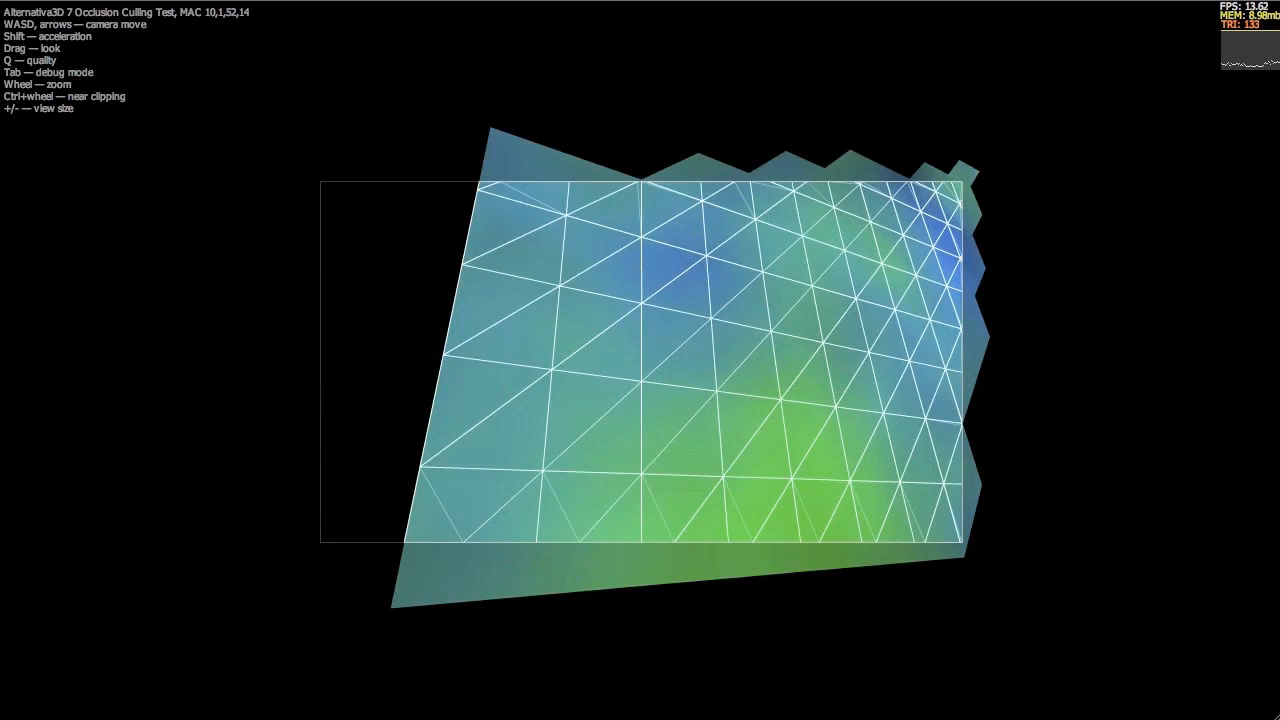 Alternativa3D 7 Occlusion Culling Test, MAC 10,1,52,14
WASD, arrows — camera move
Shift — acceleration
Drag — look
Q — quality
Tab — debug mode
Wheel — zoom
Ctrl+wheel — near clipping
+/- — view size
FPS: 13.62
MEM: 8.98mb
TRI: 133